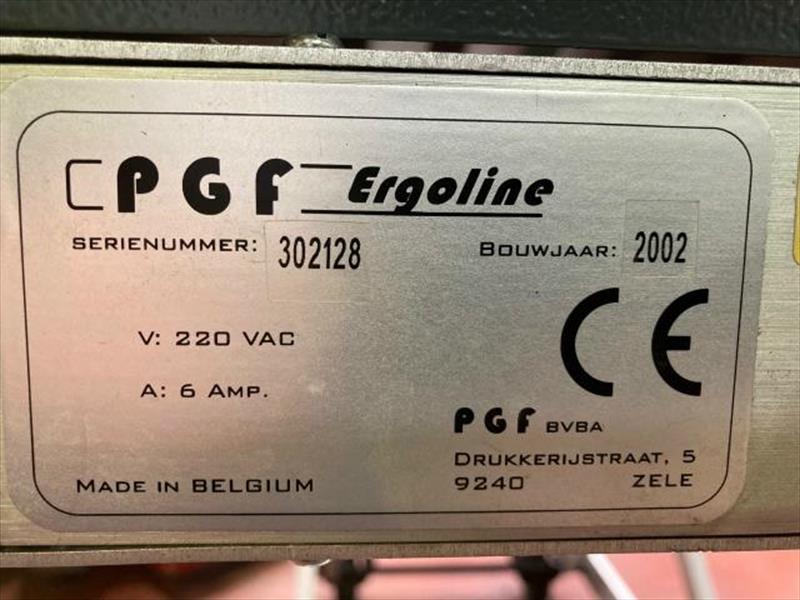 PGF Ergoline
SERIENUMMER: 302128 BOUWJAAR: 2002
V: 220 VAC
CE
A: 6 AMP.
PGF BVBA
DRUKKERIJSTRAAT, 5
MADE IN BELGIUM 9240 ZELE